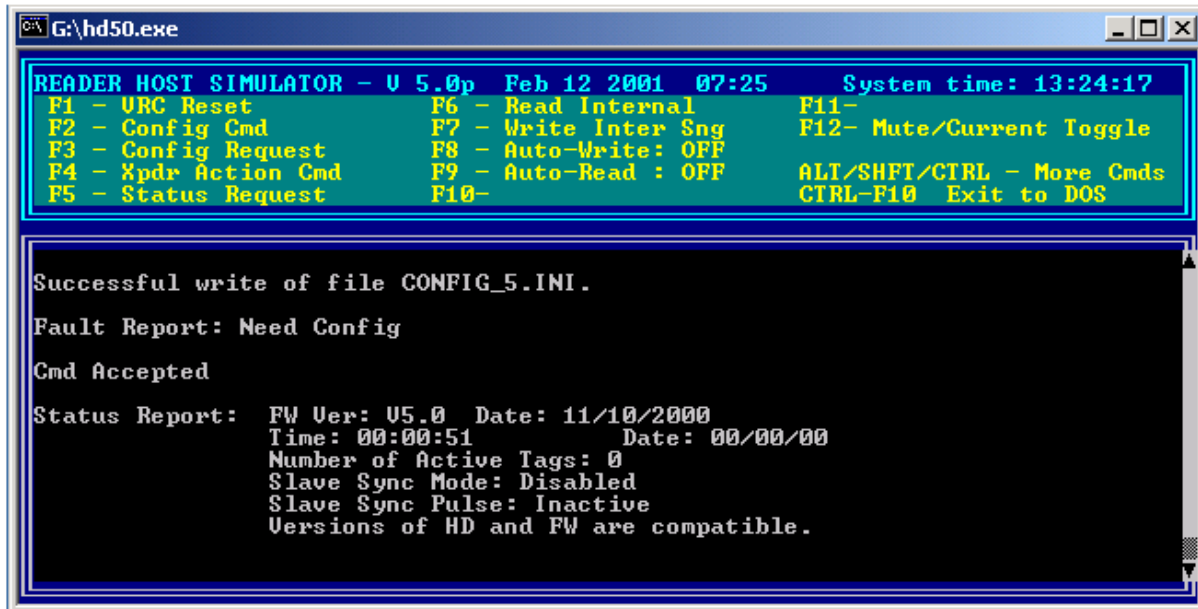 G:\hd50.exe
READER HOST SIMULATOR - V 5.0p Feb 12 2001 07:25 System time: 13:24:17
F1 - VRC Reset F6 - Read Internal F11-
F2 - Config Cmd F7 - Write Inter Sng F12- Mute/Current Toggle
F3 - Config Request F8 - Auto-Write: OFF
F4 - Xpdr Action Cmd F9 - Auto-Read : OFF ALT/SHFT/CTRL - More Cmds
F5 - Status Request F10- CTRL-F10 Exit to DOS
Successful write of file CONFIG_5.INI.
Fault Report: Need Config
Cmd Accepted
Status Report: FW Ver: V5.0 Date: 11/10/2000
Time: 00:00:51 Date: 00/00/00
Number of Active Tags: 0
Slave Sync Mode: Disabled
Slave Sync Pulse: Inactive
Versions of HD and FW are compatible.